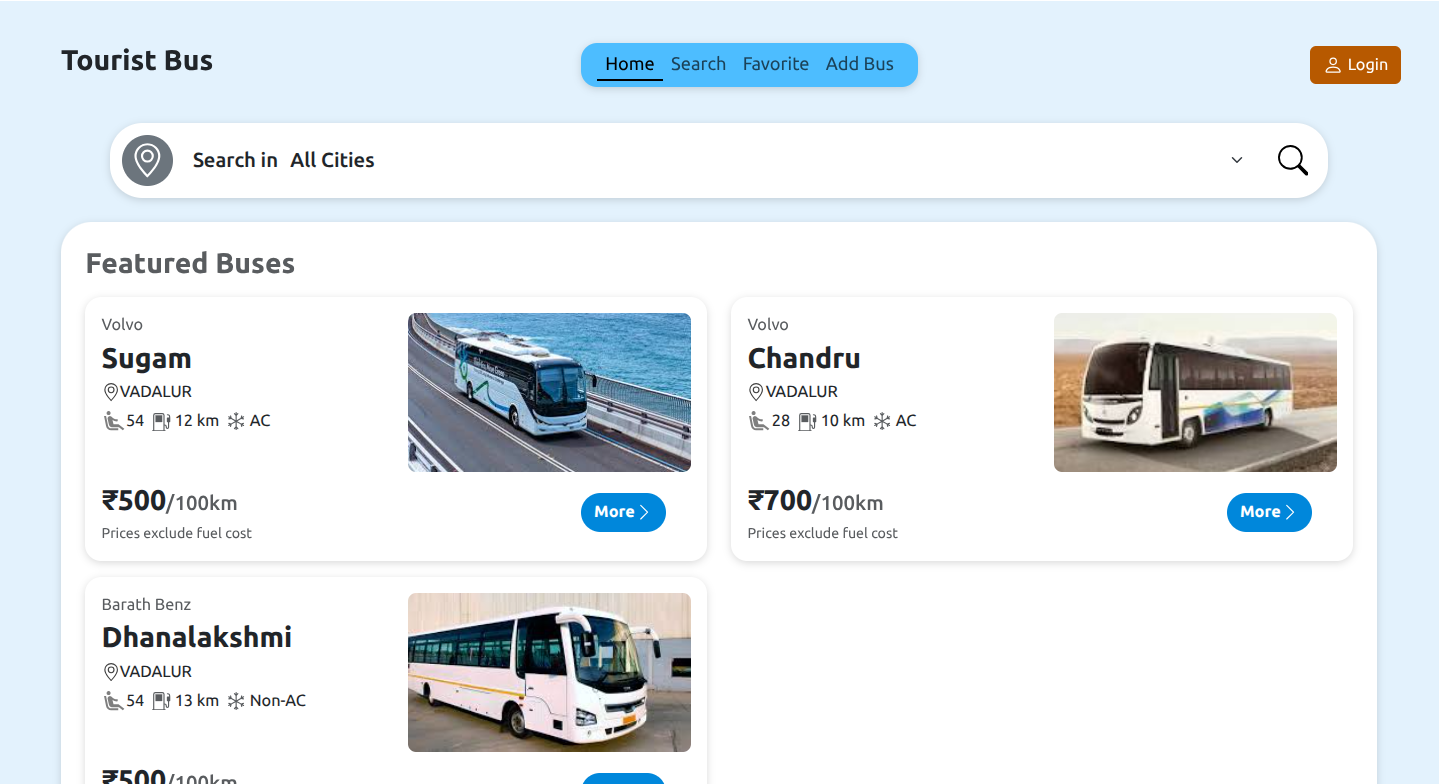 Tourist Bus
Home Search Favorite Add Bus
Login
Search in All Cities
Featured Buses
Volvo
Sugam
VADALUR
54 12 km AC
₹500/100km
Prices exclude fuel cost
More
Volvo
Chandru
VADALUR
28 10 km AC
₹700/100km
Prices exclude fuel cost
More
Barath Benz
Dhanalakshmi
VADALUR
54 13 km Non-AC
₹500/100km